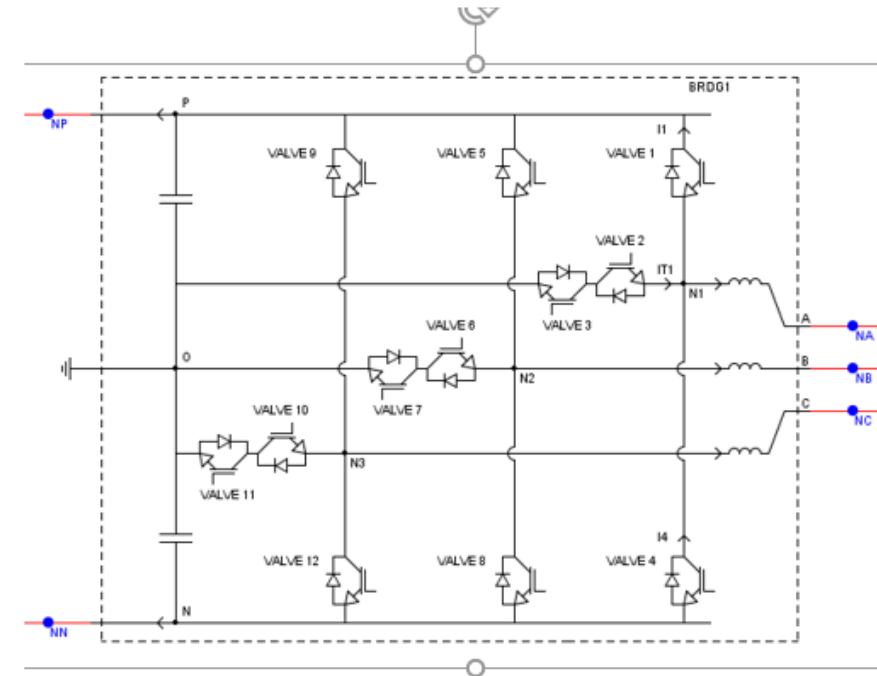 BRDG1
P
NP
I1
VALVE 9
VALVE 5
VALVE 1
VALVE 2
IT1
N1
VALVE 3
A
NA
VALVE 6
O
B
NB
N2
VALVE 7
C
NC
VALVE 10
N3
VALVE 11
I4
VALVE 12
VALVE 8
VALVE 4
N
NN